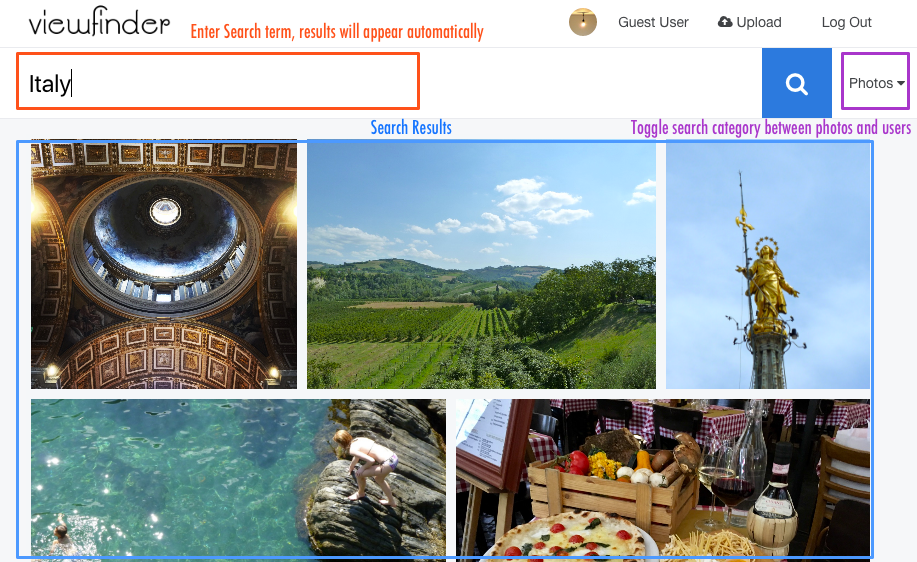 viewfinder
Enter Search term, results will appear automatically
Guest User
Upload
Log Out
Italy
Photos
Search Results
Toggle search category between photos and users